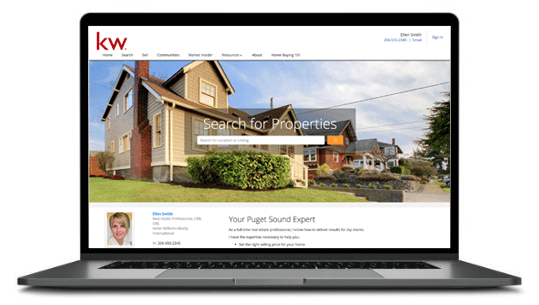 kw
Ellen Smith
206-555-2345 | Email
Sign In
Home Search Sell Communities Market Insider Resources About Home Buying 101
Search for Properties
Search for Location or Listing
Ellen Smith
Real Estate Professional, CRB,
CRS
Keller Williams Realty
International
206-555-2345
Your Puget Sound Expert
As a full-time real estate professional, I know how to deliver results for my clients.
I have the expertise necessary to help you:
• Set the right selling price for your home